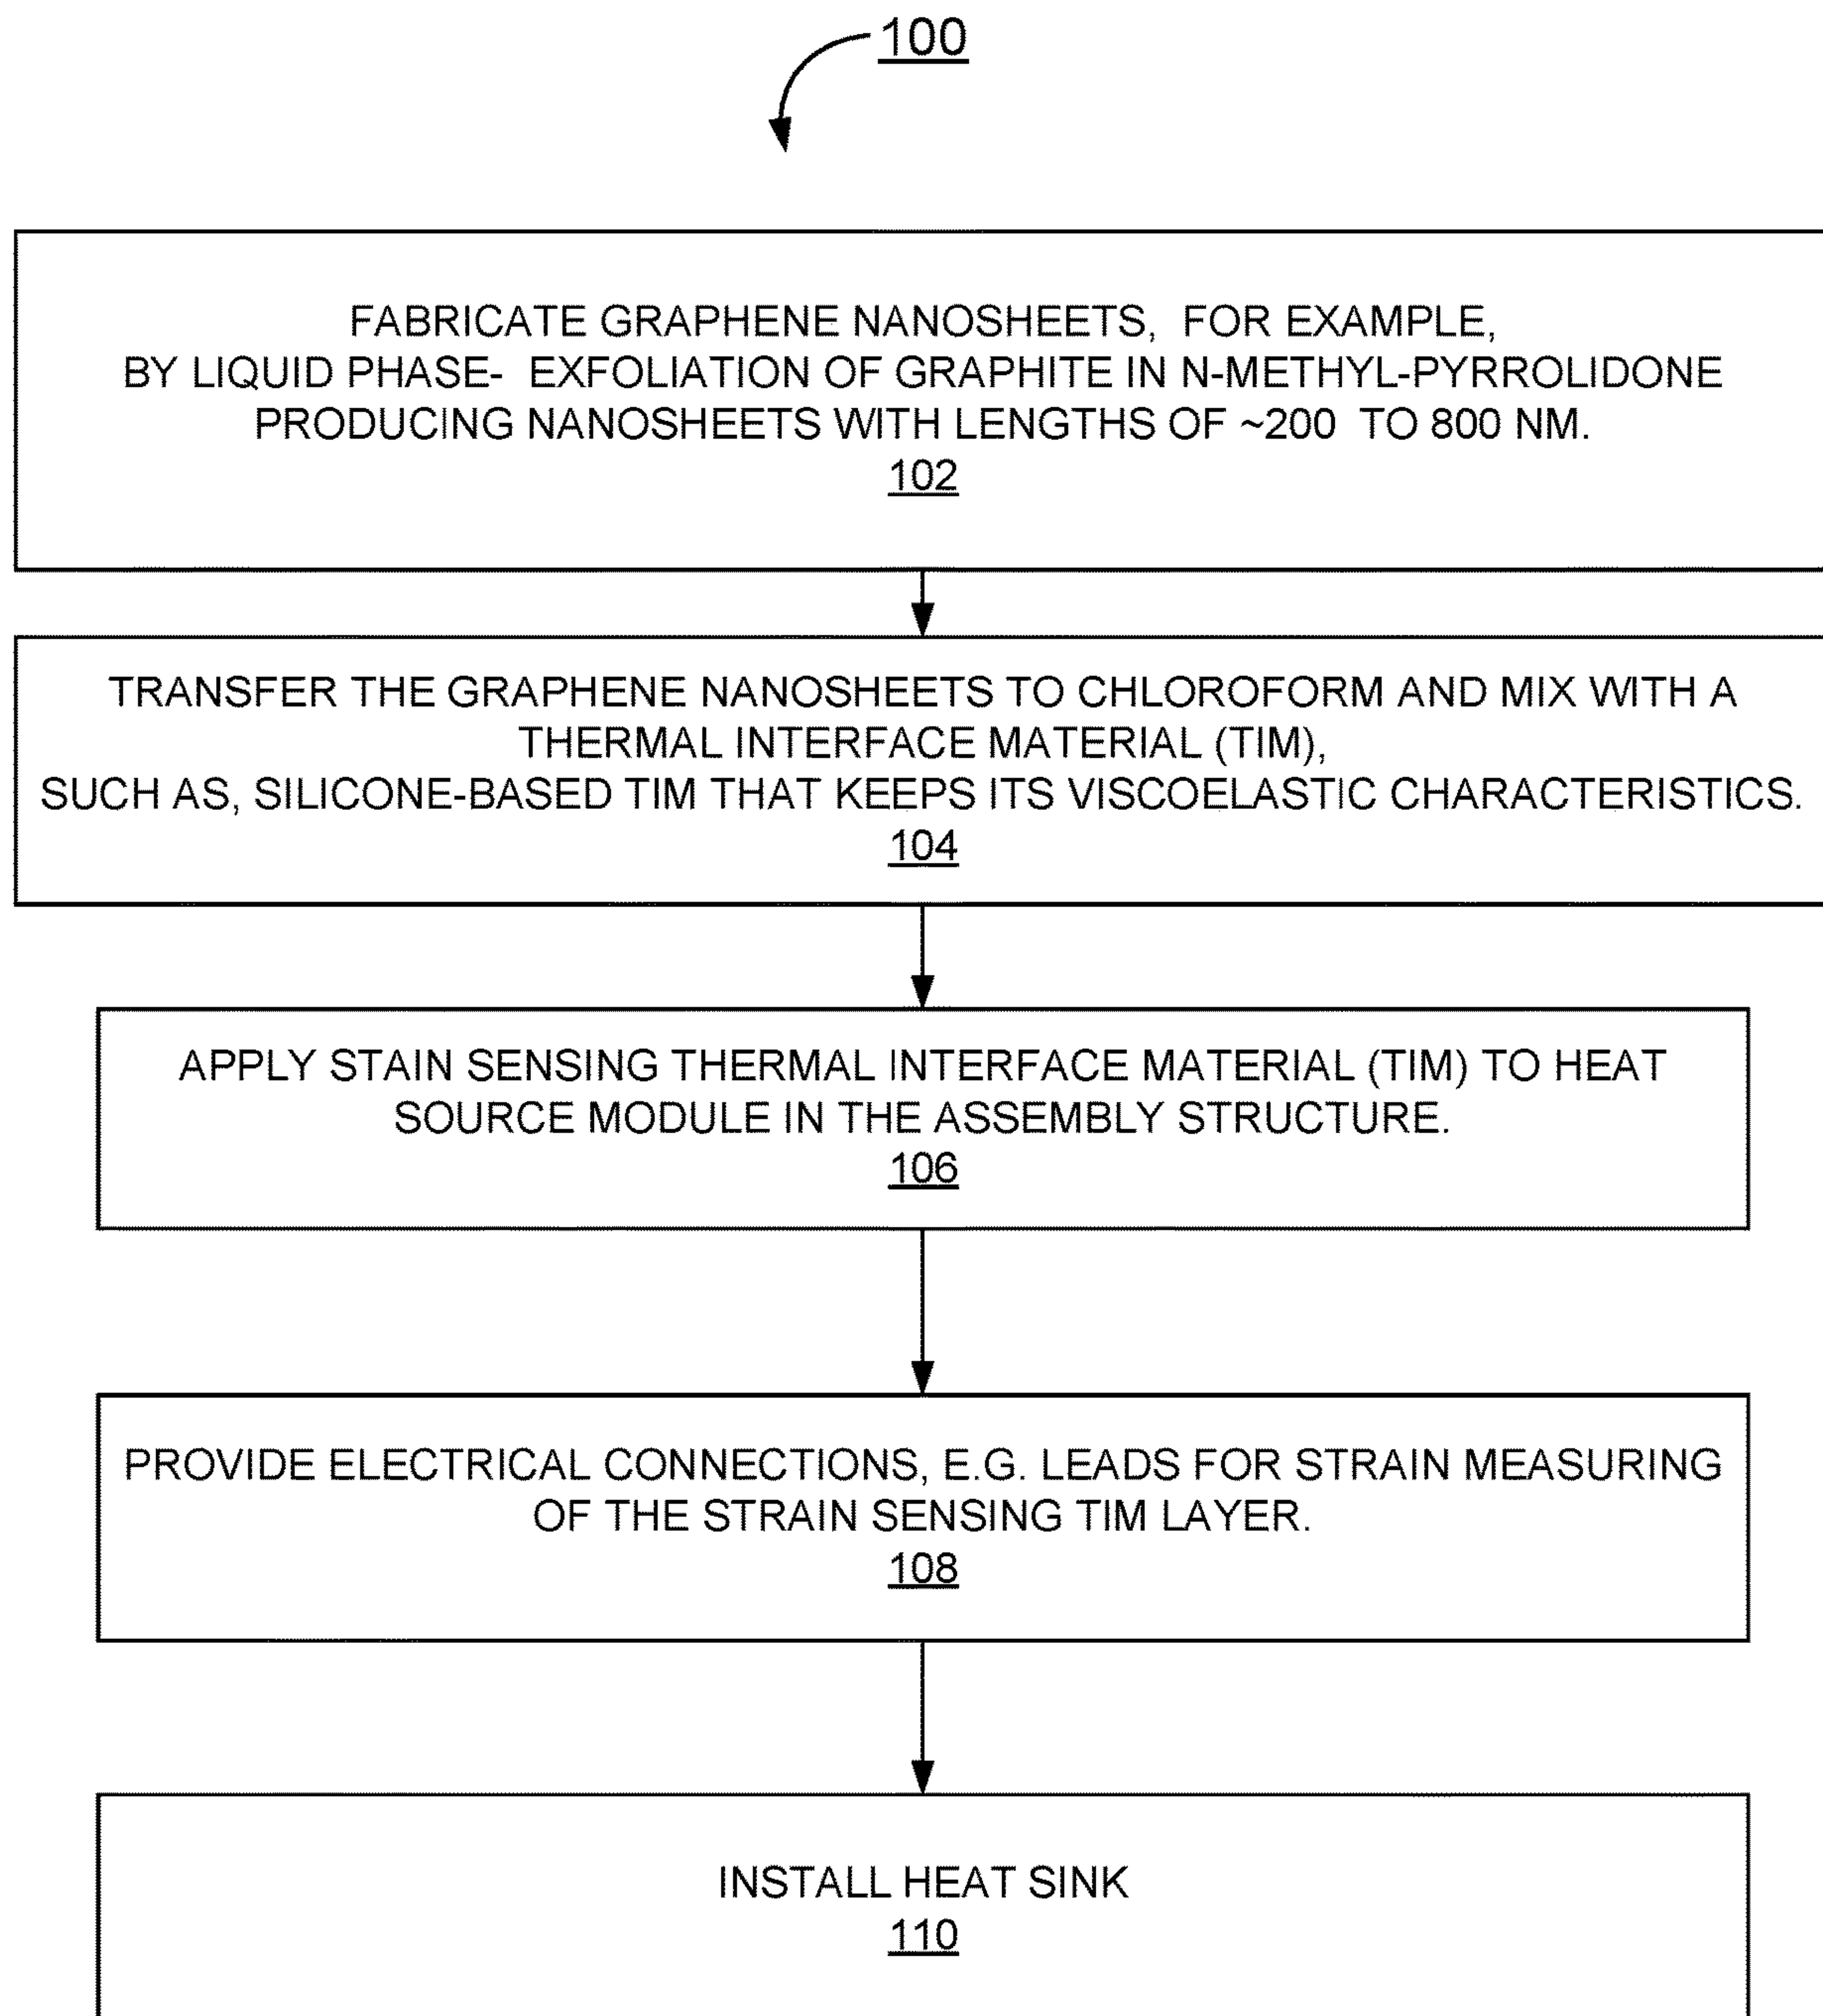 100
FABRICATE GRAPHENE NANOSHEETS, FOR EXAMPLE,
BY LIQUID PHASE- EXFOLIATION OF GRAPHITE IN N-METHYL-PYRROLIDONE
PRODUCING NANOSHEETS WITH LENGTHS OF ~200 TO 800 NM.
102
TRANSFER THE GRAPHENE NANOSHEETS TO CHLOROFORM AND MIX WITH A
THERMAL INTERFACE MATERIAL (TIM),
SUCH AS, SILICONE-BASED TIM THAT KEEPS ITS VISCOELASTIC CHARACTERISTICS.
104
APPLY STAIN SENSING THERMAL INTERFACE MATERIAL (TIM) TO HEAT
SOURCE MODULE IN THE ASSEMBLY STRUCTURE.
106
PROVIDE ELECTRICAL CONNECTIONS, E.G. LEADS FOR STRAIN MEASURING
OF THE STRAIN SENSING TIM LAYER.
108
INSTALL HEAT SINK
110